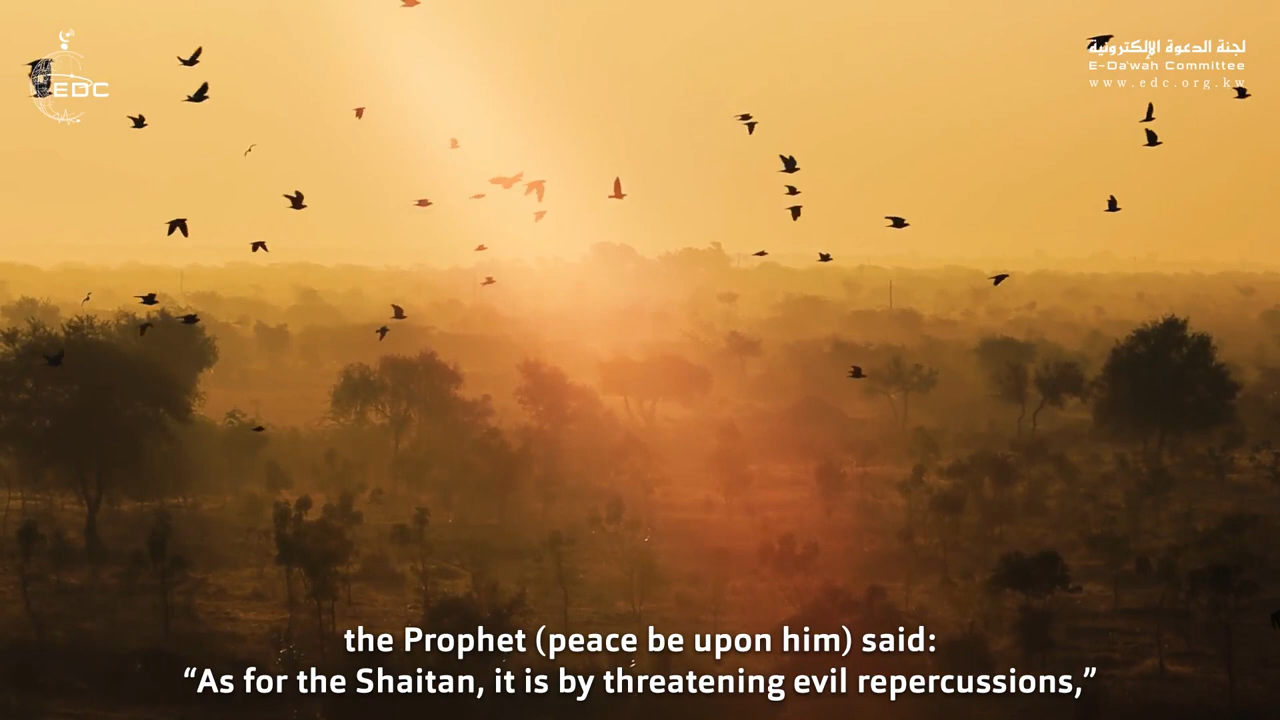 EDC
لجنة الدعوة الإلكترونية
E-Da'wah Committee
www.edc.org.kw
the Prophet (peace be upon him) said:
“As for the Shaitan, it is by threatening evil repercussions,”